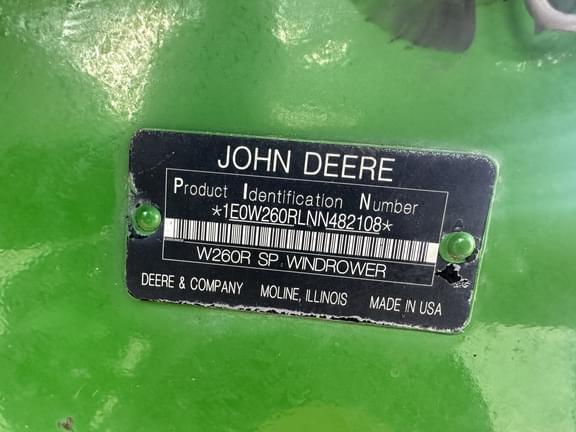 JOHN DEERE
Product Identification Number
*1E0W260RLNN482108*
W260R SP WINDROWER
DEERE & COMPANY MOLINE, ILLINOIS MADE IN USA